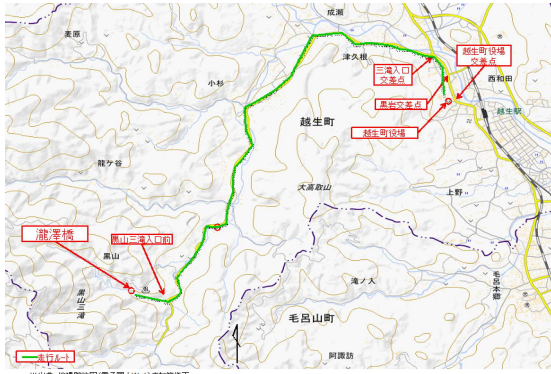 成瀬
麦原
津久根
越生町役場
交差点
三滝入口
交差点
西和田
小杉
黒岩交差点
越生駅
越生町
越生町役場
龍ケ谷
大高取山
上野
瀧澤橋
黒山三滝入口前
黒山
滝ノ入
毛呂本郷
黒山三滝
毛呂山町
走行ルート
阿諏訪